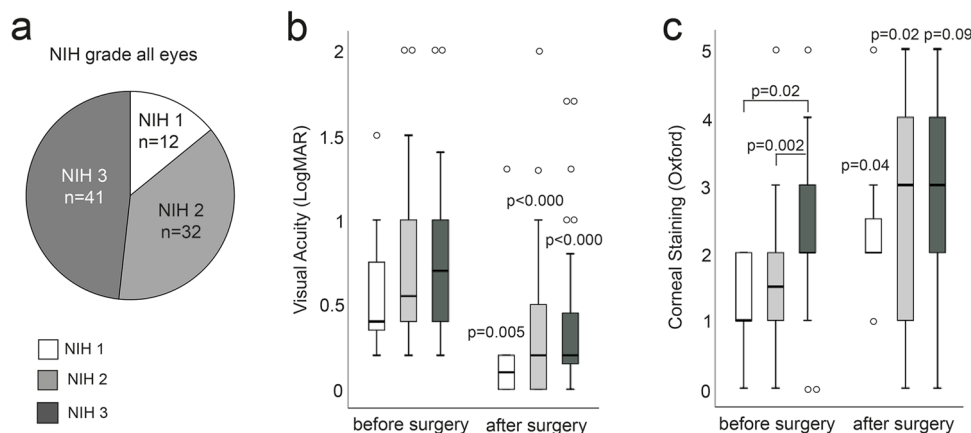 a
NIH grade all eyes
NIH 1
n=12
NIH 3
n=41
NIH 2
n=32
NIH 1
NIH 2
NIH 3
b
Visual Acuity (LogMAR)
2
1.5
1
0.5
0
p=0.005
p<0.000
p<0.000
before surgery
after surgery
c
Corneal Staining (Oxford)
5
4
3
2
1
0
p=0.02
p=0.002
p=0.04
p=0.02
p=0.09
before surgery
after surgery